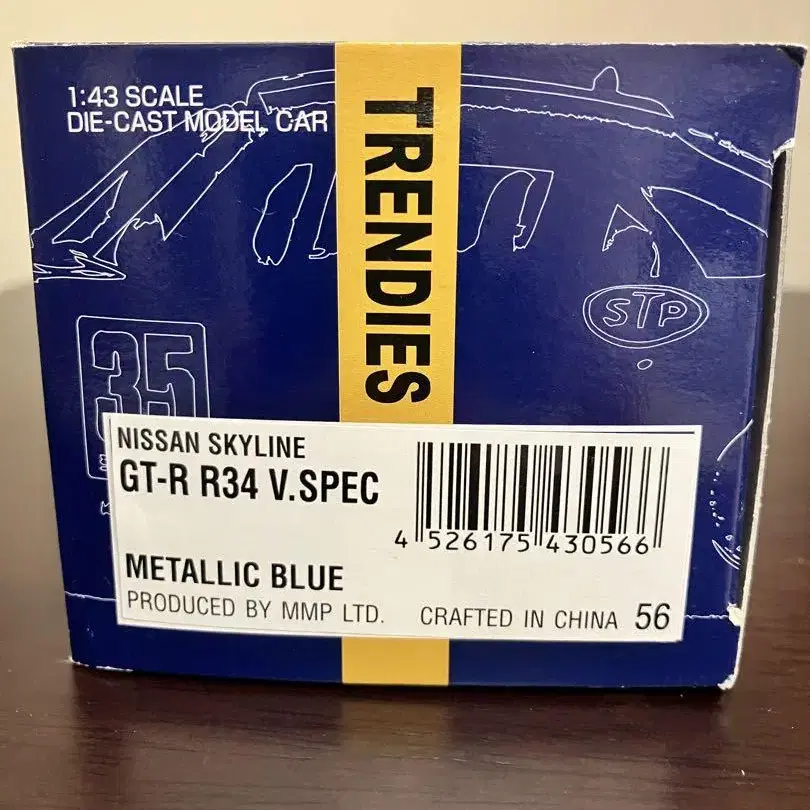 1:43 SCALE
DIE-CAST MODEL CAR
TRENDIES
STP
35
NISSAN SKYLINE
GT-R R34 V.SPEC
4 526175 430566
METALLIC BLUE
PRODUCED BY MMP LTD.
CRAFTED IN CHINA 56